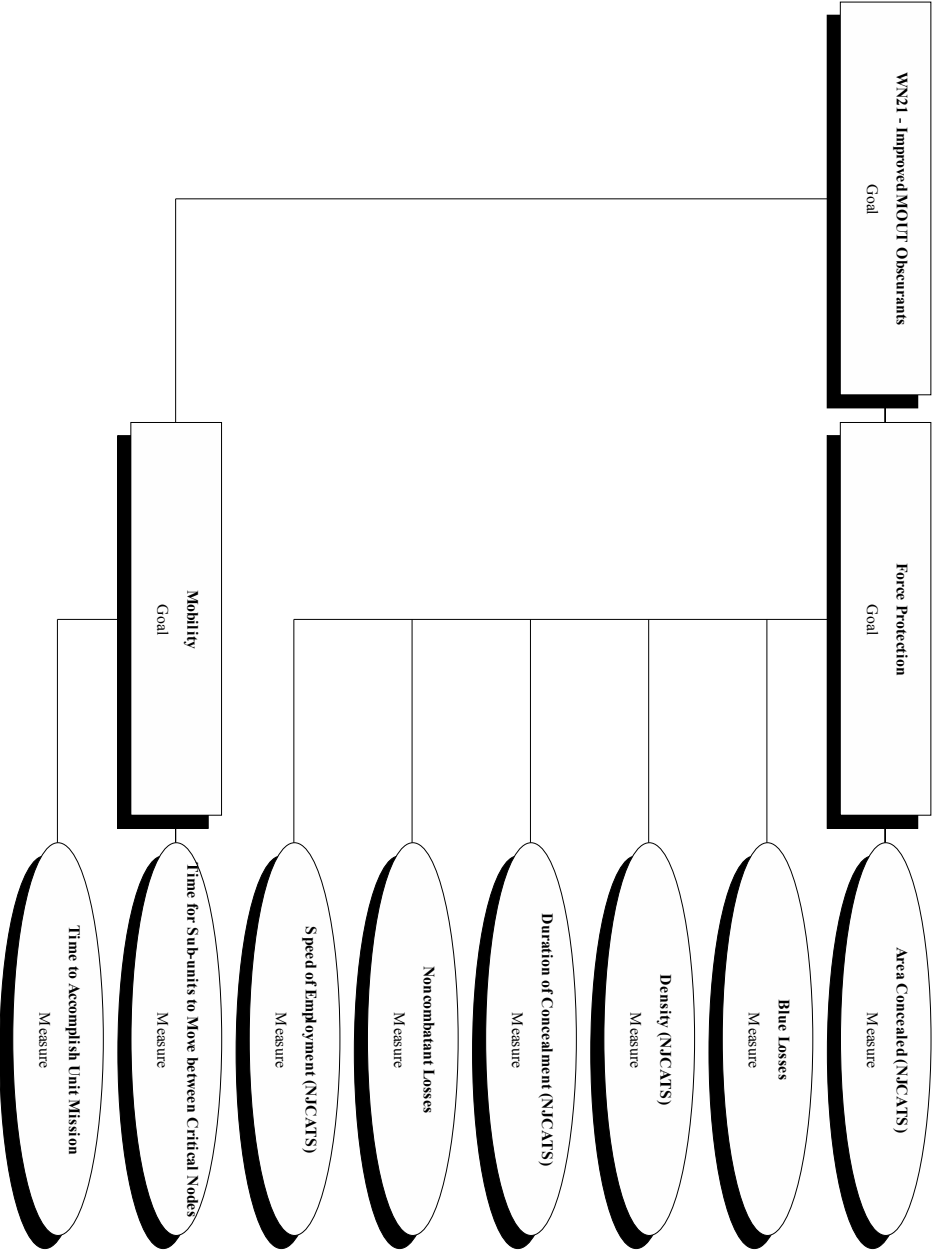 WN21 - Improved MOUT Obscurants
Goal
Force Protection
Goal
Area Concealed (NJCATS)
Measure
Blue Losses
Measure
Density (NJCATS)
Measure
Duration of Concealment (NJCATS)
Measure
Noncombatant Losses
Measure
Speed of Employment (NJCATS)
Measure
Mobility
Goal
Time for Sub-units to Move between Critical Nodes
Measure
Time to Accomplish Unit Mission
Measure